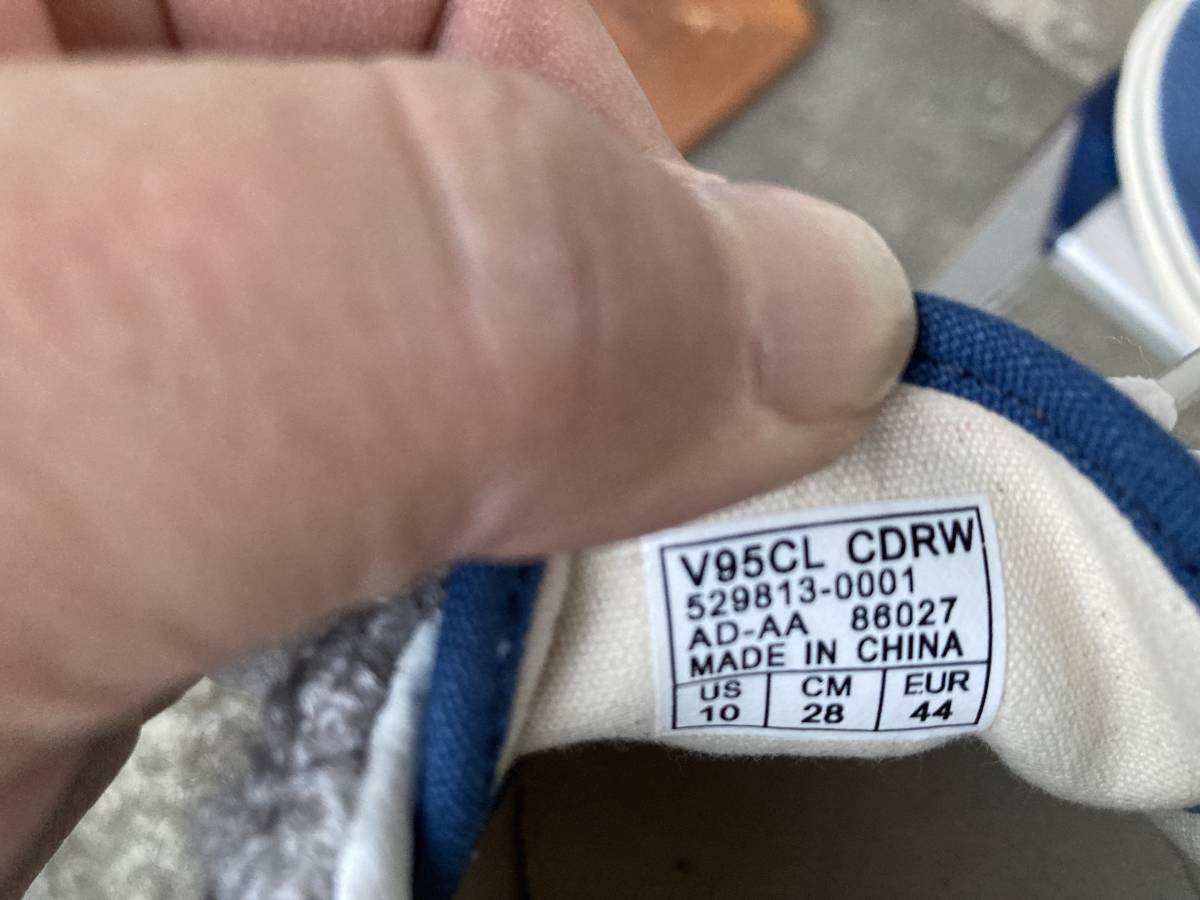 V95CL CDRW
529813-0001
AD-AA 86027
MADE IN CHINA
US CM EUR
10 28 44